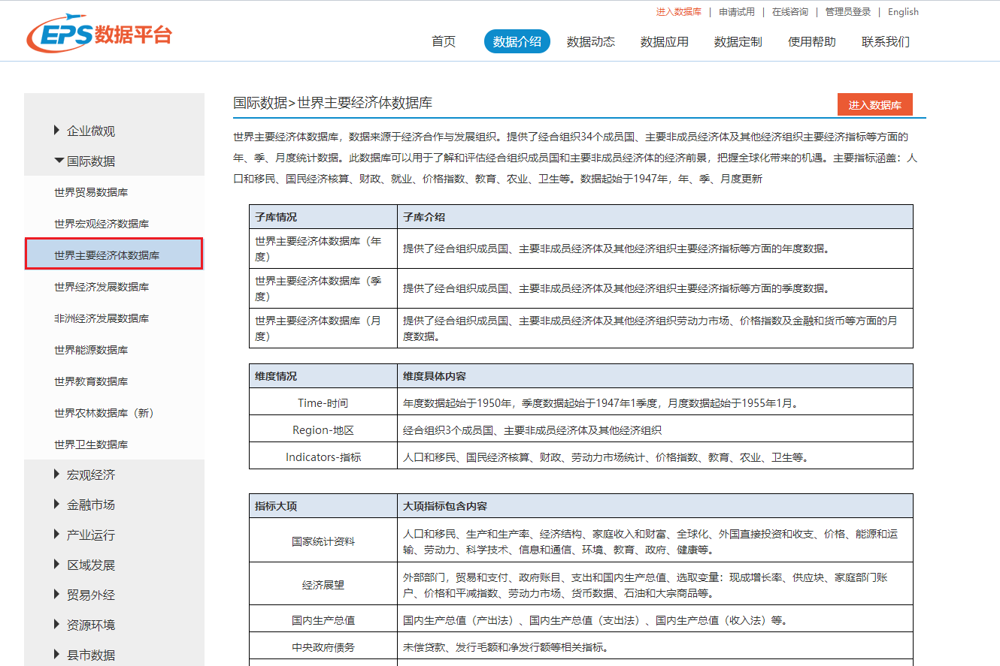 进入数据库 | 申请试用 | 在线咨询 | 管理员登录 | English
EPS数据平台
首页 数据介绍 数据动态 数据应用 数据定制 使用帮助 联系我们
企业微观
国际数据
世界贸易数据库
世界宏观经济数据库
世界主要经济体数据库
世界经济发展数据库
非洲经济发展数据库
世界能源数据库
世界教育数据库
世界农林数据库（新）
世界卫生数据库
宏观经济
金融市场
产业运行
区域发展
贸易外经
资源环境
县市数据
国际数据>世界主要经济体数据库
进入数据库
世界主要经济体数据库，数据来源于经济合作与发展组织。提供了经合组织34个成员国、主要非成员经济体及其他经济组织主要经济指标等方面的
年、季、月度统计数据。此数据库可以用于了解和评估经合组织成员国和主要非成员经济体的经济前景，把握全球化带来的机遇。主要指标涵盖：人
口和移民、国民经济核算、财政、就业、价格指数、教育、农业、卫生等。数据起始于1947年，年、季、月度更新
子库情况 子库介绍
世界主要经济体数据库（年
度）
提供了经合组织成员国、主要非成员经济体及其他经济组织主要经济指标等方面的年度数据。
世界主要经济体数据库（季
度）
提供了经合组织成员国、主要非成员经济体及其他经济组织主要经济指标等方面的季度数据。
世界主要经济体数据库（月
度）
提供了经合组织成员国、主要非成员经济体及其他经济组织劳动力市场、价格指数及金融和货币等方面的月
度数据。
维度情况 维度具体内容
Time-时间 年度数据起始于1950年，季度数据起始于1947年1季度，月度数据起始于1955年1月。
Region-地区 经合组织3个成员国、主要非成员经济体及其他经济组织
Indicators-指标 人口和移民、国民经济核算、财政、劳动力市场统计、价格指数、教育、农业、卫生等。
指标大项 大项指标包含内容
国家统计资料
人口和移民、生产和生产率、经济结构、家庭收入和财富、全球化、外国直接投资和收支、价格、能源和运
输、劳动力、科学技术、信息和通信、环境、教育、政府、健康等。
经济展望
外部部门，贸易和支付、政府账目、支出和国内生产总值、选取变量：现成增长率、供应块、家庭部门账
户、价格和平减指数、劳动力市场、货币数据、石油和大宗商品等。
国内生产总值 国内生产总值（产出法）、国内生产总值（支出法）、国内生产总值（收入法）等。
中央政府债务 未偿贷款、发行毛额和净发行额等相关指标。